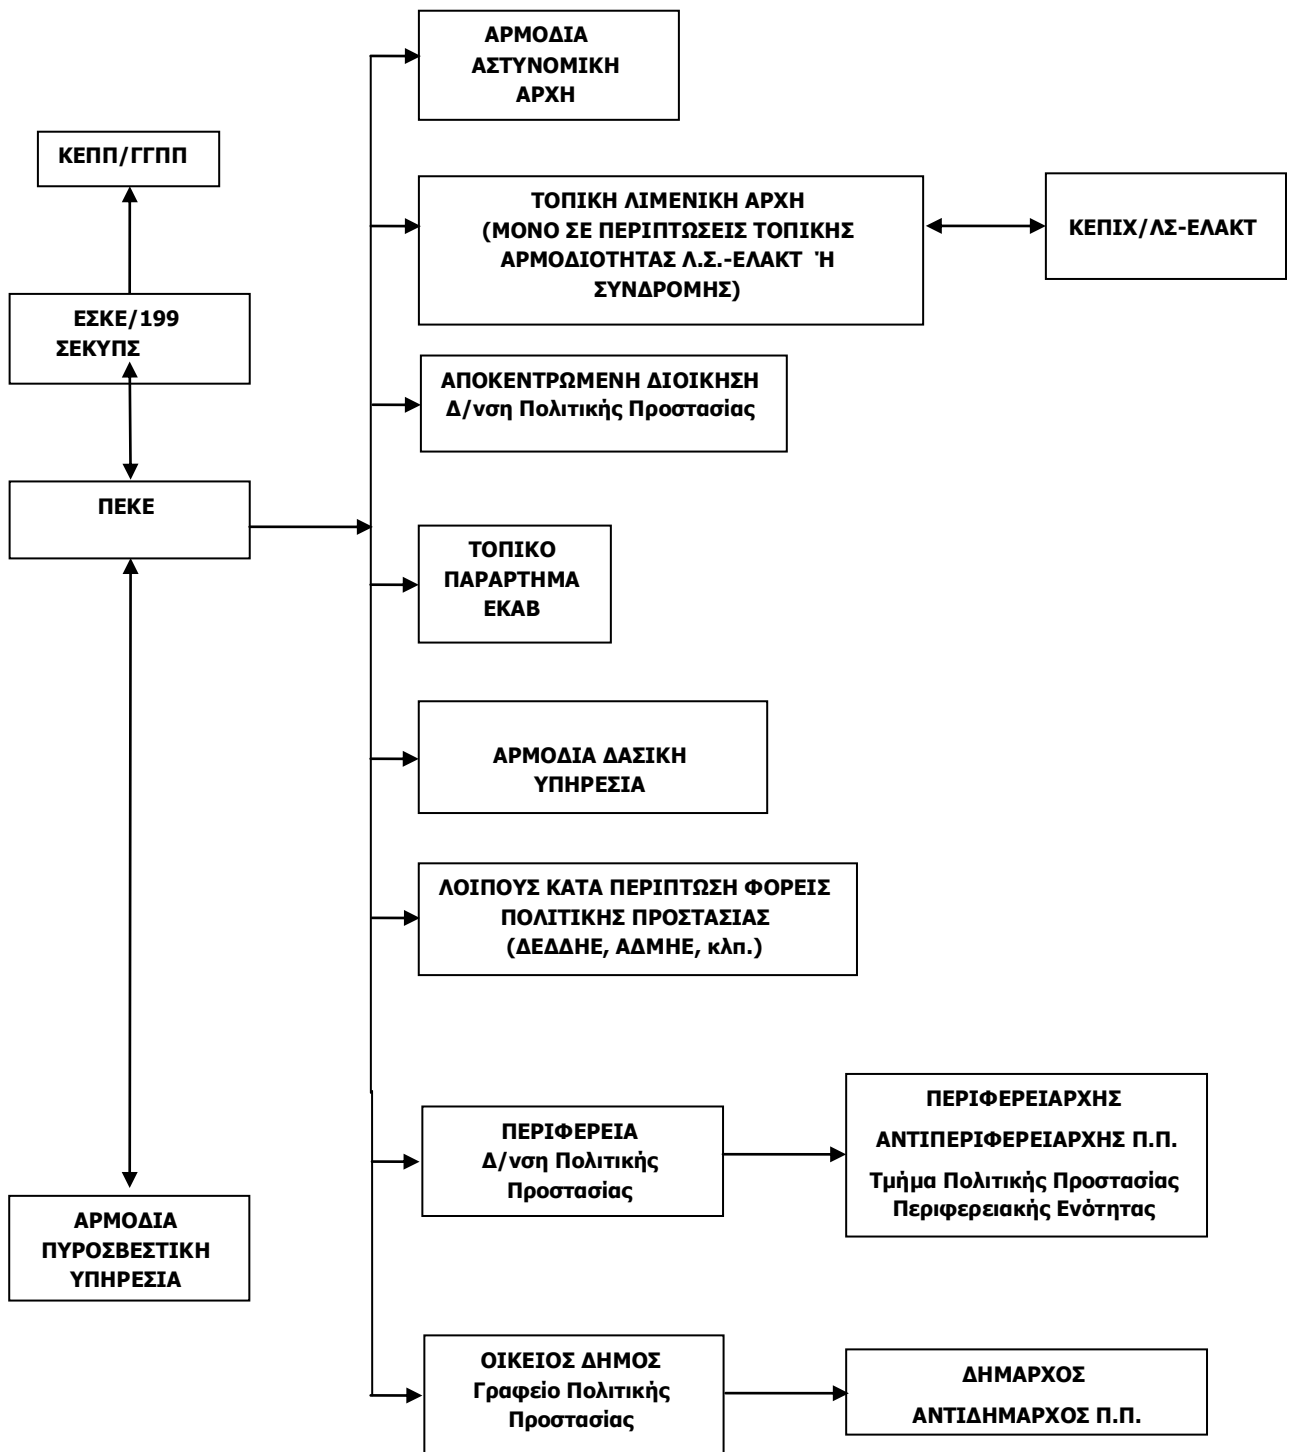 ΑΡΜΟΔΙΑ
ΑΣΤΥΝΟΜΙΚΗ
ΑΡΧΗ
ΚΕΠΠ/ΓΓΠΠ
ΤΟΠΙΚΗ ΛΙΜΕΝΙΚΗ ΑΡΧΗ
(ΜΟΝΟ ΣΕ ΠΕΡΙΠΤΩΣΕΙΣ ΤΟΠΙΚΗΣ
ΑΡΜΟΔΙΟΤΗΤΑΣ Λ.Σ.-ΕΛΑΚΤ Ή
ΣΥΝΔΡΟΜΗΣ)
ΚΕΠΙΧ/ΛΣ-ΕΛΑΚΤ
ΕΣΚΕ/199
ΣΕΚΥΠΣ
ΑΠΟΚΕΝΤΡΩΜΕΝΗ ΔΙΟΙΚΗΣΗ
Δ/νση Πολιτικής Προστασίας
ΠΕΚΕ
ΤΟΠΙΚΟ
ΠΑΡΑΡΤΗΜΑ
ΕΚΑΒ
ΑΡΜΟΔΙΑ ΔΑΣΙΚΗ
ΥΠΗΡΕΣΙΑ
ΛΟΙΠΟΥΣ ΚΑΤΑ ΠΕΡΙΠΤΩΣΗ ΦΟΡΕΙΣ
ΠΟΛΙΤΙΚΗΣ ΠΡΟΣΤΑΣΙΑΣ
(ΔΕΔΔΗΕ, ΑΔΜΗΕ, κλπ.)
ΠΕΡΙΦΕΡΕΙΑ
Δ/νση Πολιτικής
Προστασίας
ΠΕΡΙΦΕΡΕΙΑΡΧΗΣ
ΑΝΤΙΠΕΡΙΦΕΡΕΙΑΡΧΗΣ Π.Π.
Τμήμα Πολιτικής Προστασίας
Περιφερειακής Ενότητας
ΑΡΜΟΔΙΑ
ΠΥΡΟΣΒΕΣΤΙΚΗ
ΥΠΗΡΕΣΙΑ
ΟΙΚΕΙΟΣ ΔΗΜΟΣ
Γραφείο Πολιτικής
Προστασίας
ΔΗΜΑΡΧΟΣ
ΑΝΤΙΔΗΜΑΡΧΟΣ Π.Π.